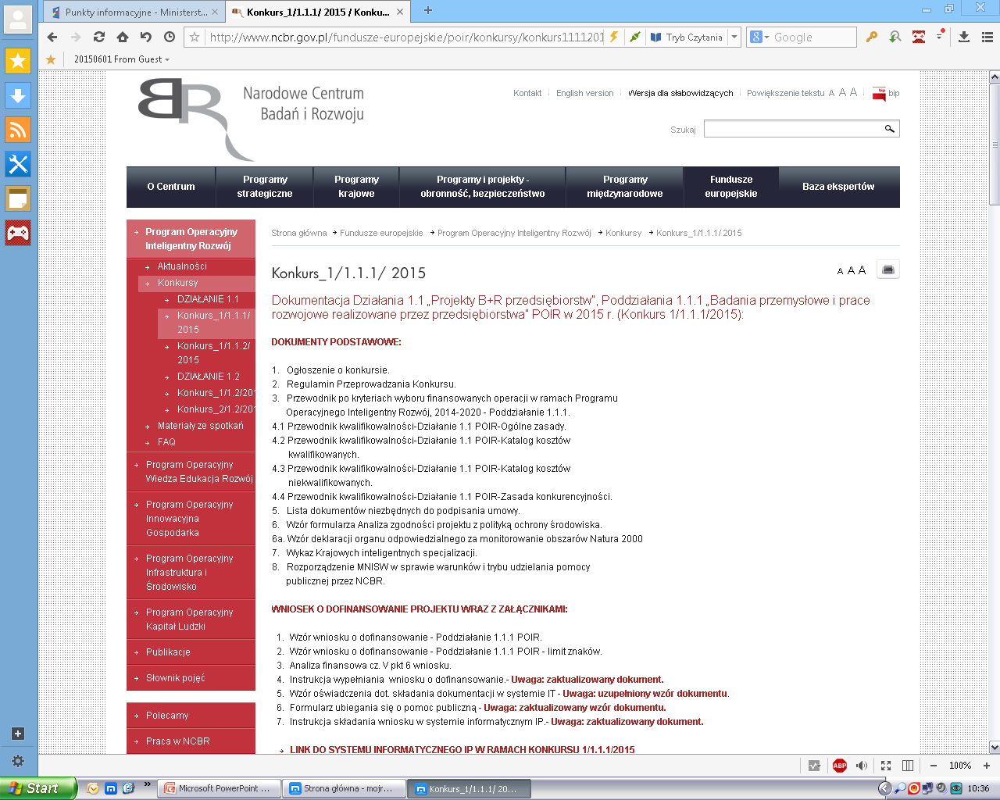 Punkty informacyjne - Ministerst...
Konkurs_1/1.1.1/ 2015 / Konku...
http://www.ncbr.gov.pl/fundusze-europejskie/poir/konkursy/konkurs1111201
Tryb Czytania
Google
20150601 From Guest
Narodowe Centrum
Badań i Rozwoju
Kontakt
English version
Wersja dla słabowidzących
Powiększenie tekstu A A A
bip
Szukaj
O Centrum
Programy
strategiczne
Programy
krajowe
Programy i projekty -
obronność, bezpieczeństwo
Programy
międzynarodowe
Fundusze
europejskie
Baza ekspertów
Program Operacyjny
Inteligentny Rozwój
Aktualności
Konkursy
DZIAŁANIE 1.1
Konkurs_1/1.1.1/
2015
Konkurs_1/1.1.2/
2015
DZIAŁANIE 1.2
Konkurs_1/1.2/201
Konkurs_2/1.2/201
Materiały ze spotkań
FAQ
Program Operacyjny
Wiedza Edukacja Rozwój
Program Operacyjny
Innowacyjna
Gospodarka
Program Operacyjny
Infrastruktura i
Środowisko
Program Operacyjny
Kapitał Ludzki
Publikacje
Słownik pojęć
Polecamy
Praca w NCBR
Strona główna Fundusze europejskie Program Operacyjny Inteligentny Rozwój Konkursy Konkurs_1/1.1.1/ 2015
Konkurs_1/1.1.1/ 2015
A A A
Dokumentacja Działania 1.1 „Projekty B+R przedsiębiorstw”, Poddziałania 1.1.1 „Badania przemysłowe i prace
rozwojowe realizowane przez przedsiębiorstwa” POIR w 2015 r. (Konkurs 1/1.1.1/2015):
DOKUMENTY PODSTAWOWE:
1. Ogłoszenie o konkursie.
2. Regulamin Przeprowadzania Konkursu.
3. Przewodnik po kryteriach wyboru finansowanych operacji w ramach Programu
Operacyjnego Inteligentny Rozwój, 2014-2020 - Poddziałanie 1.1.1.
4.1 Przewodnik kwalifikowalności-Działanie 1.1 POIR-Ogólne zasady.
4.2 Przewodnik kwalifikowalności-Działanie 1.1 POIR-Katalog kosztów
kwalifikowanych.
4.3 Przewodnik kwalifikowalności-Działanie 1.1 POIR-Katalog kosztów
niekwalifikowanych.
4.4 Przewodnik kwalifikowalności-Działanie 1.1 POIR-Zasada konkurencyjności.
5. Lista dokumentów niezbędnych do podpisania umowy.
6. Wzór formularza Analiza zgodności projektu z polityką ochrony środowiska.
6a. Wzór deklaracji organu odpowiedzialnego za monitorowanie obszarów Natura 2000
7. Wykaz Krajowych inteligentnych specjalizacji.
8. Rozporządzenie MNISW w sprawie warunków i trybu udzielania pomocy
publicznej przez NCBR.
WNIOSEK O DOFINANSOWANIE PROJEKTU WRAZ Z ZAŁĄCZNIKAMI:
1. Wzór wniosku o dofinansowanie - Poddziałanie 1.1.1 POIR.
2. Wzór wniosku o dofinansowanie - Poddziałanie 1.1.1 POIR - limit znaków.
3. Analiza finansowa cz. V pkt 6 wniosku.
4. Instrukcja wypełniania wniosku o dofinansowanie.- Uwaga: zaktualizowany dokument.
5. Wzór oświadczenia dot. składania dokumentacji w systemie IT - Uwaga: uzupełniony wzór dokumentu.
6. Formularz ubiegania się o pomoc publiczną - Uwaga: zaktualizowany wzór dokumentu.
7. Instrukcja składania wniosku w systemie informatycznym IP.- Uwaga: zaktualizowany dokument.
LINK DO SYSTEMU INFORMATYCZNEGO IP W RAMACH KONKURSU 1/1.1.1/2015
ABP
100%
Start
Microsoft PowerPoint ...
Strona główna - mojr...
Konkurs_1/1.1.1/ 20...
10:36